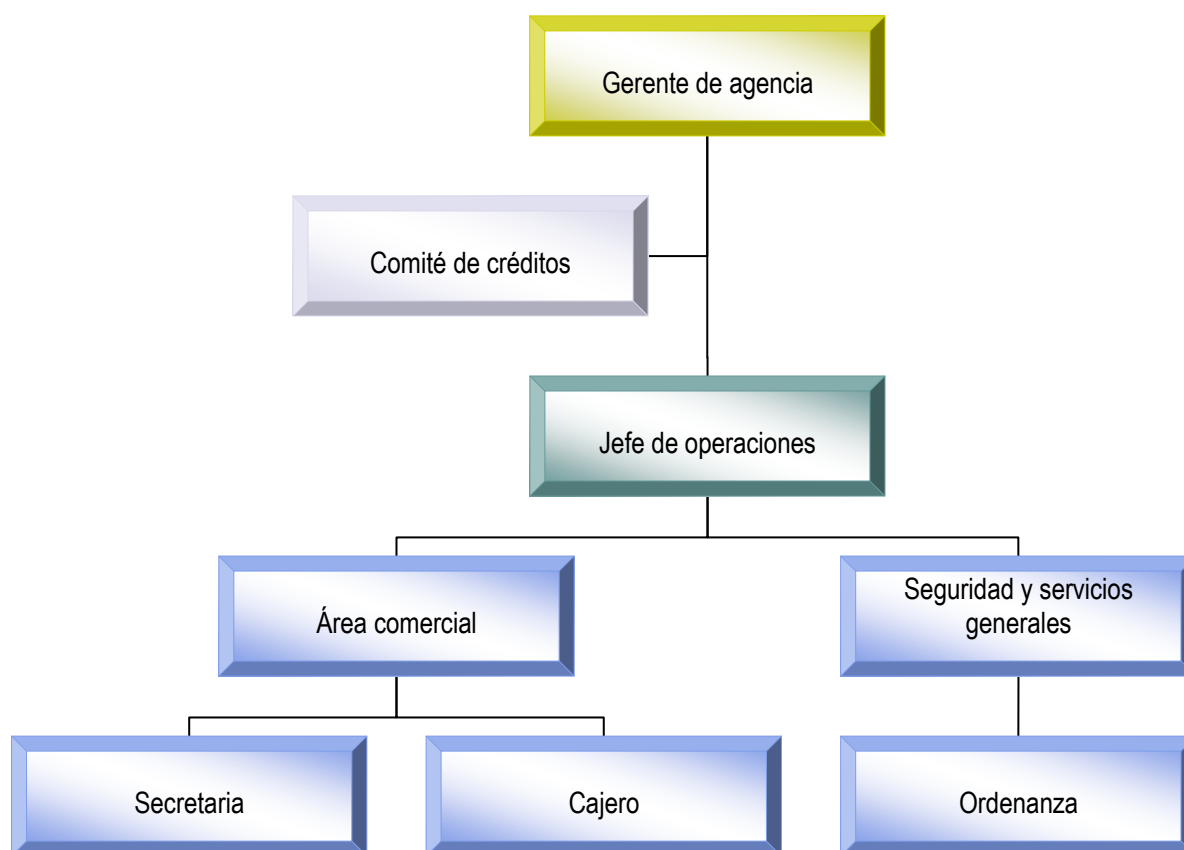 Gerente de agencia
Comité de créditos
Jefe de operaciones
Área comercial
Seguridad y servicios
generales
Secretaria
Cajero
Ordenanza